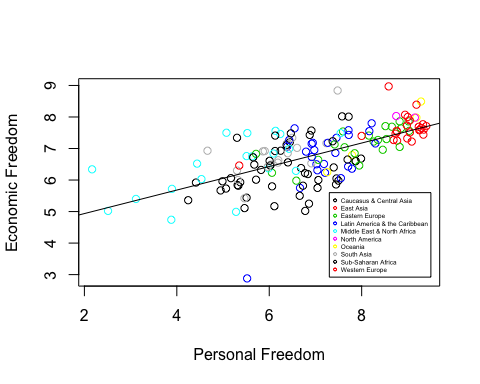 9
8
7
6
5
4
3
Economic Freedom
Caucasus & Central Asia
East Asia
Eastern Europe
Latin America & the Caribbean
Middle East & North Africa
North America
Oceania
South Asia
Sub-Saharan Africa
Western Europe
2
4
6
8
Personal Freedom